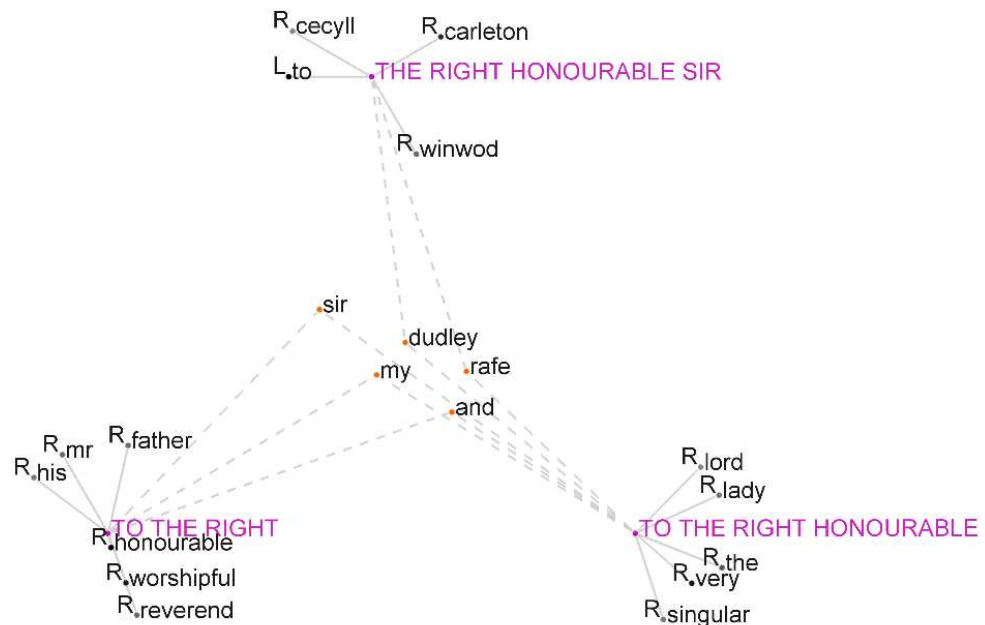 R.cecyll
R.carleton
L.to
THE RIGHT HONOURABLE SIR
R.winwod
sir
dudley
my
rafe
and
R.mr
R.father
R.his
R.lord
R.lady
TO THE RIGHT
TO THE RIGHT HONOURABLE
R.honourable
R.the
R.worshipful
R.very
R.reverend
R.singular